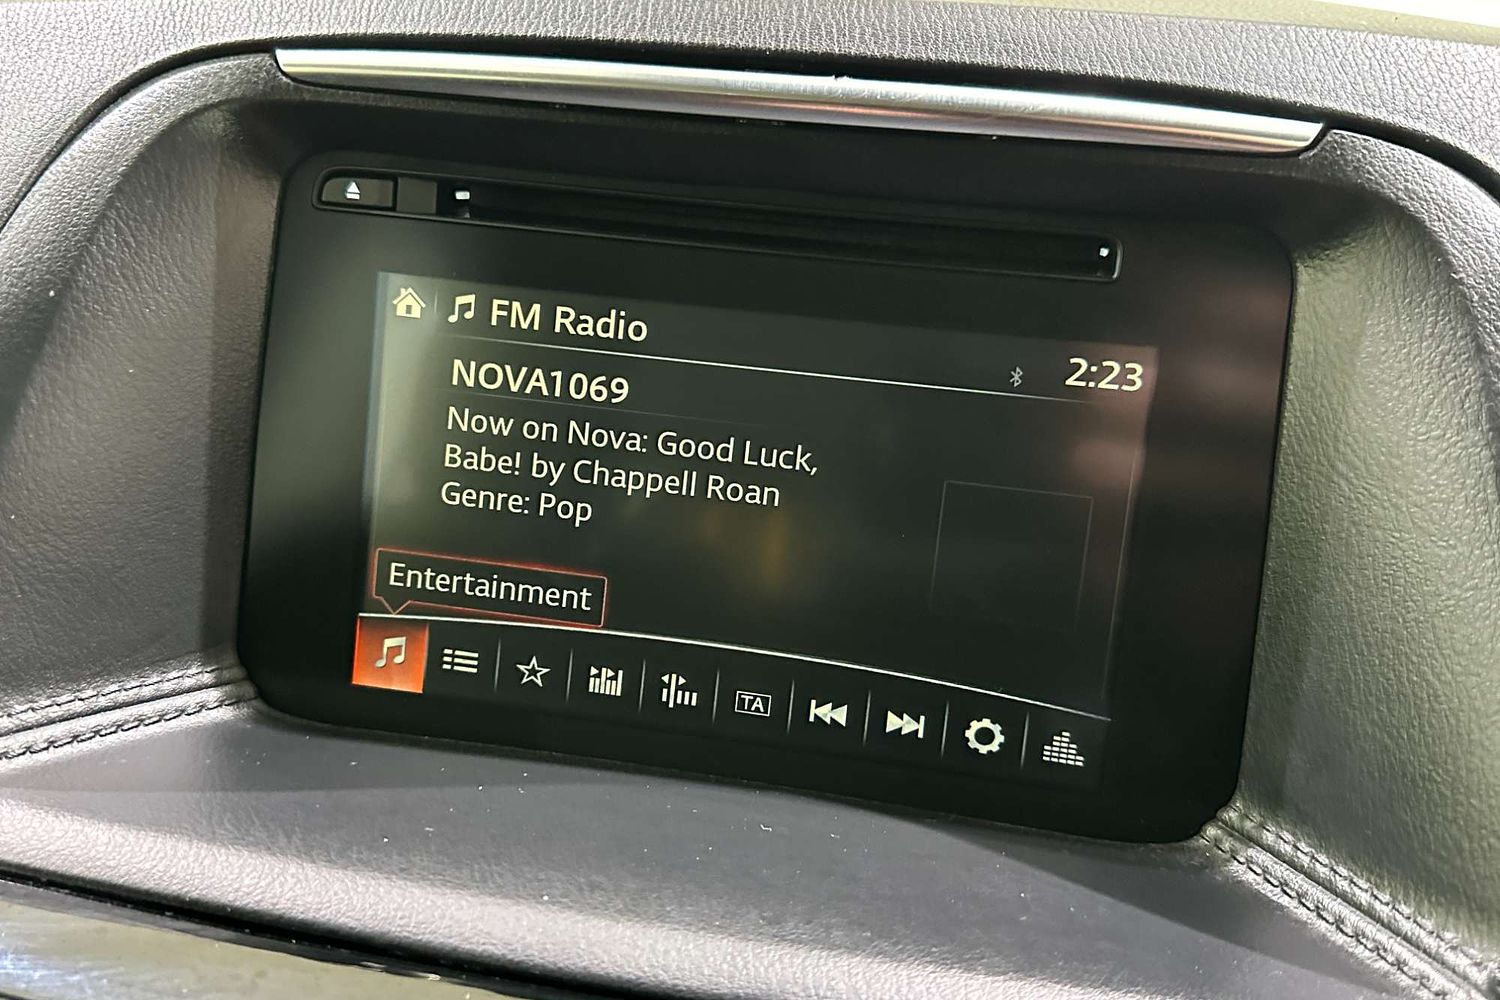 FM Radio
2:23
NOVA1069
Now on Nova: Good Luck,
Babe! by Chappell Roan
Genre: Pop
Entertainment
TA